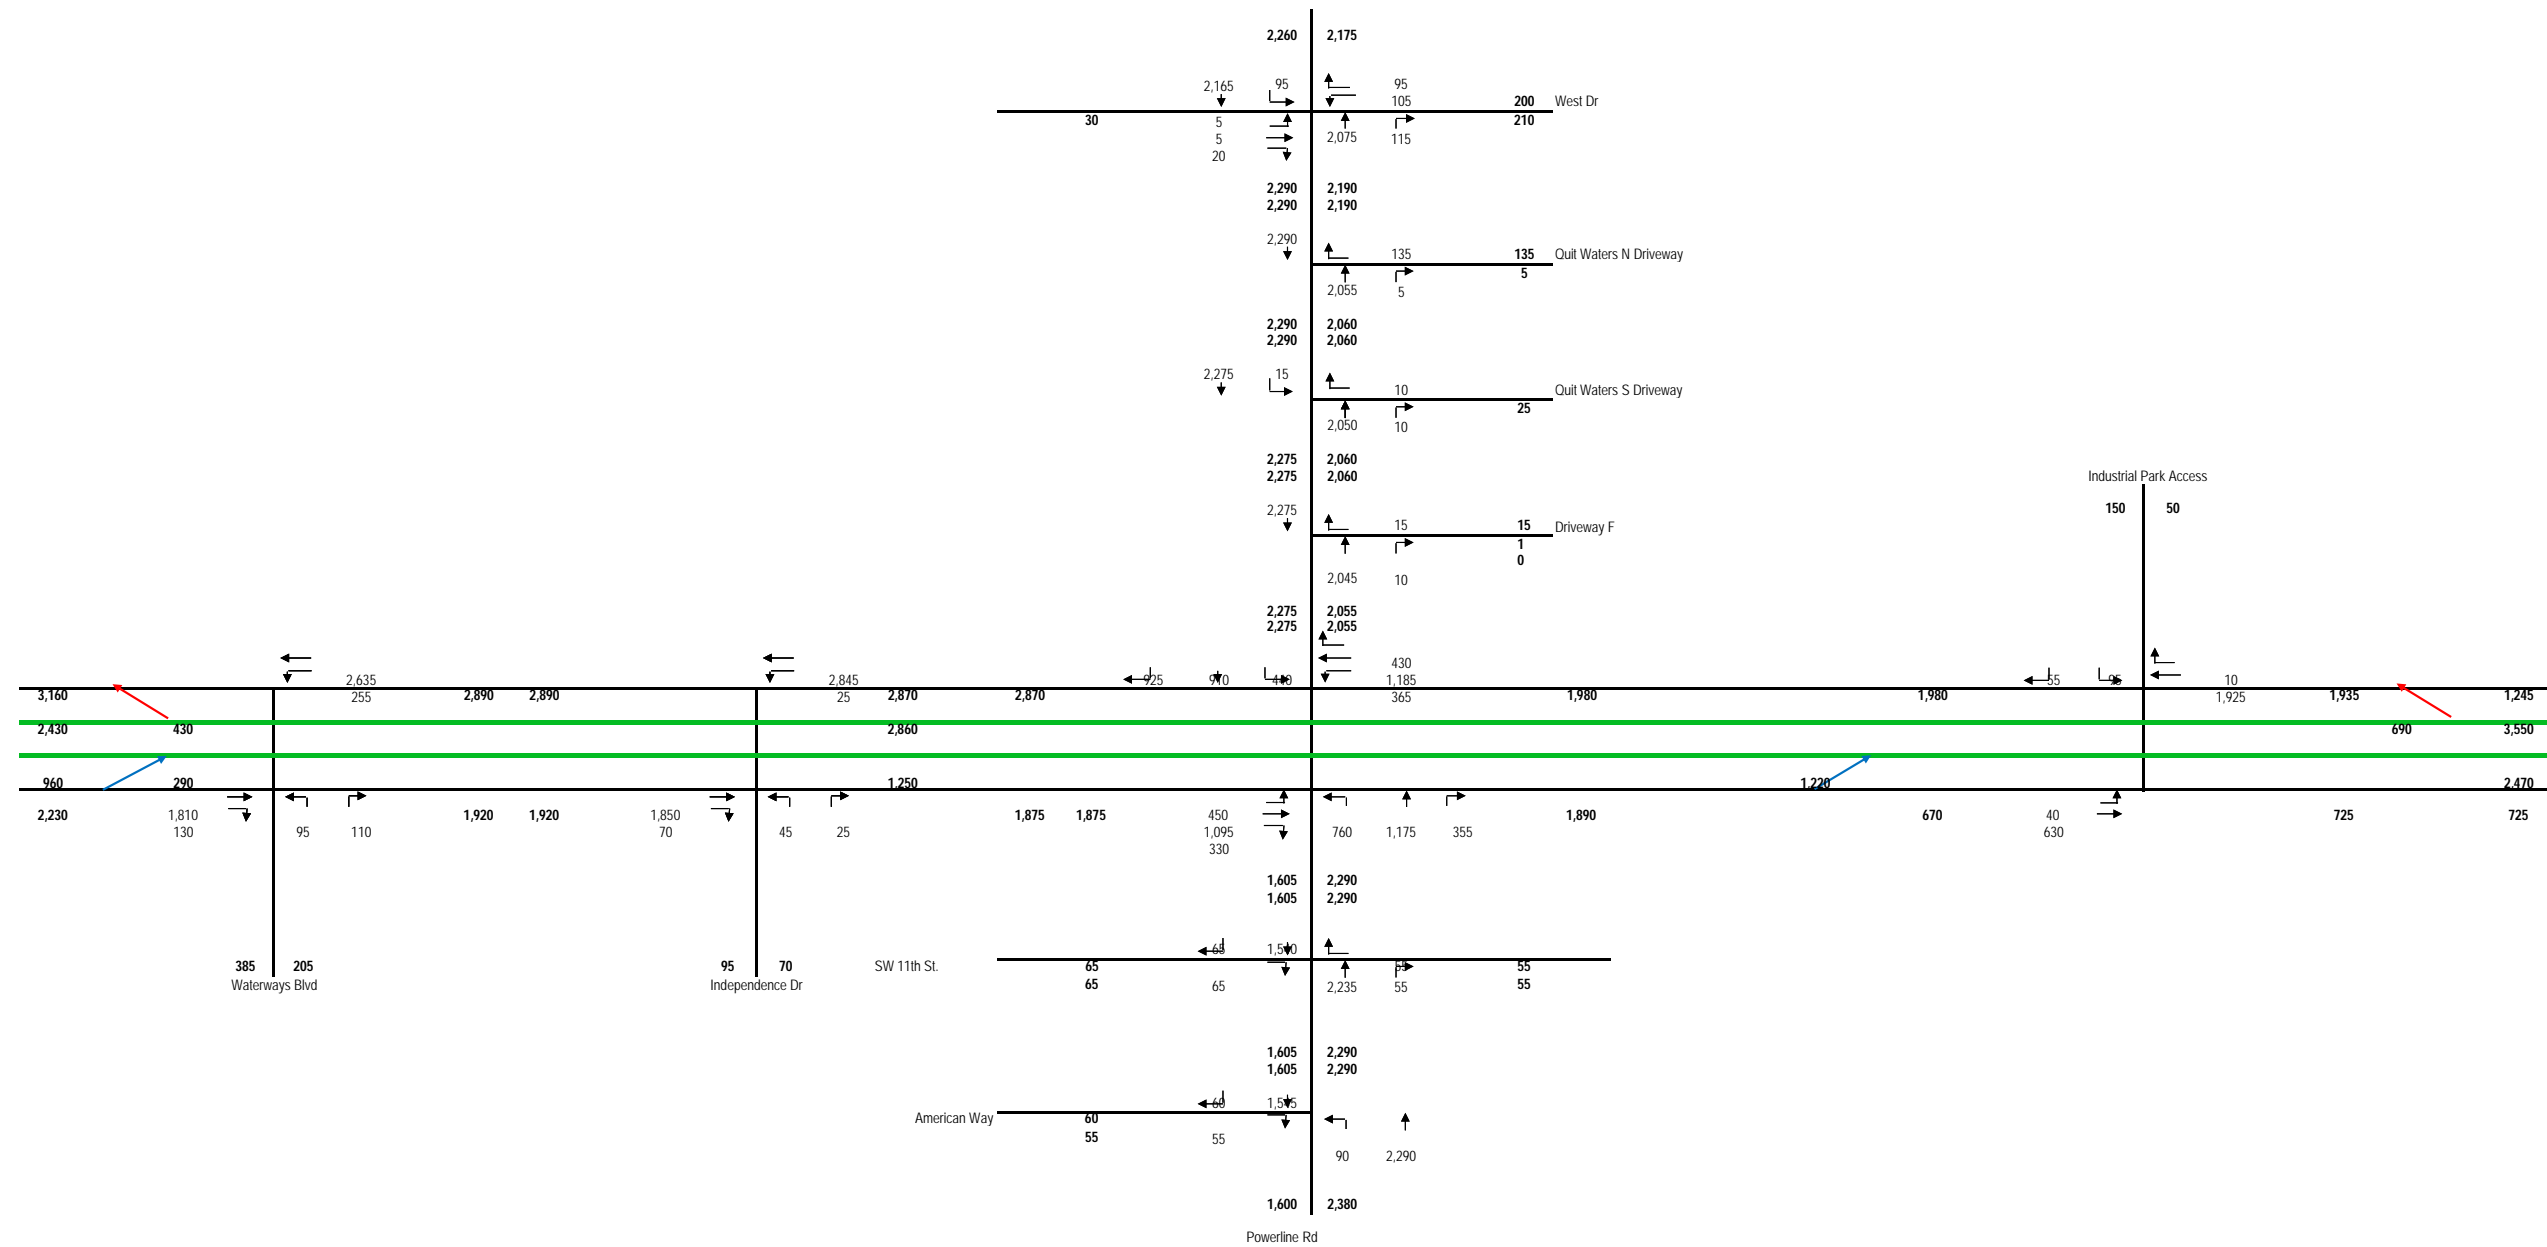 2,260 2,175
2,165 95 95
105 200 West Dr
30 5 210
5 2,075 115
20
2,290 2,190
2,290 2,190
2,290 135 135 Quit Waters N Driveway
5
2,055 5
2,290 2,060
2,290 2,060
2,275 15 10 Quit Waters S Driveway
25
2,050 10
2,275 2,060
2,275 2,060
Industrial Park Access
150 50
2,275 15 15 Driveway F
1
0
2,045 10
2,275 2,055
2,275 2,055
430
2,635 2,845 925 910 440 1,185 55 95 10
3,160 255 2,890 2,890 25 2,870 2,870 365 1,980 1,980 1,925 1,935 1,245
2,430 430 2,860 690 3,550
960 290 1,250 1,220 2,470
2,230 1,810 1,920 1,920 1,850 1,875 1,875 450 1,890 670 40 725 725
130 95 110 70 45 25 1,095 760 1,175 355 630
330
1,605 2,290
1,605 2,290
65
385 205 95 70 SW 11th St. 65 55 55
Waterways Blvd Independence Dr 65 65 2,235 55 55
1,605 2,290
1,605 2,290
60
American Way 60
55 55
90 2,290
1,600 2,380
Powerline Rd